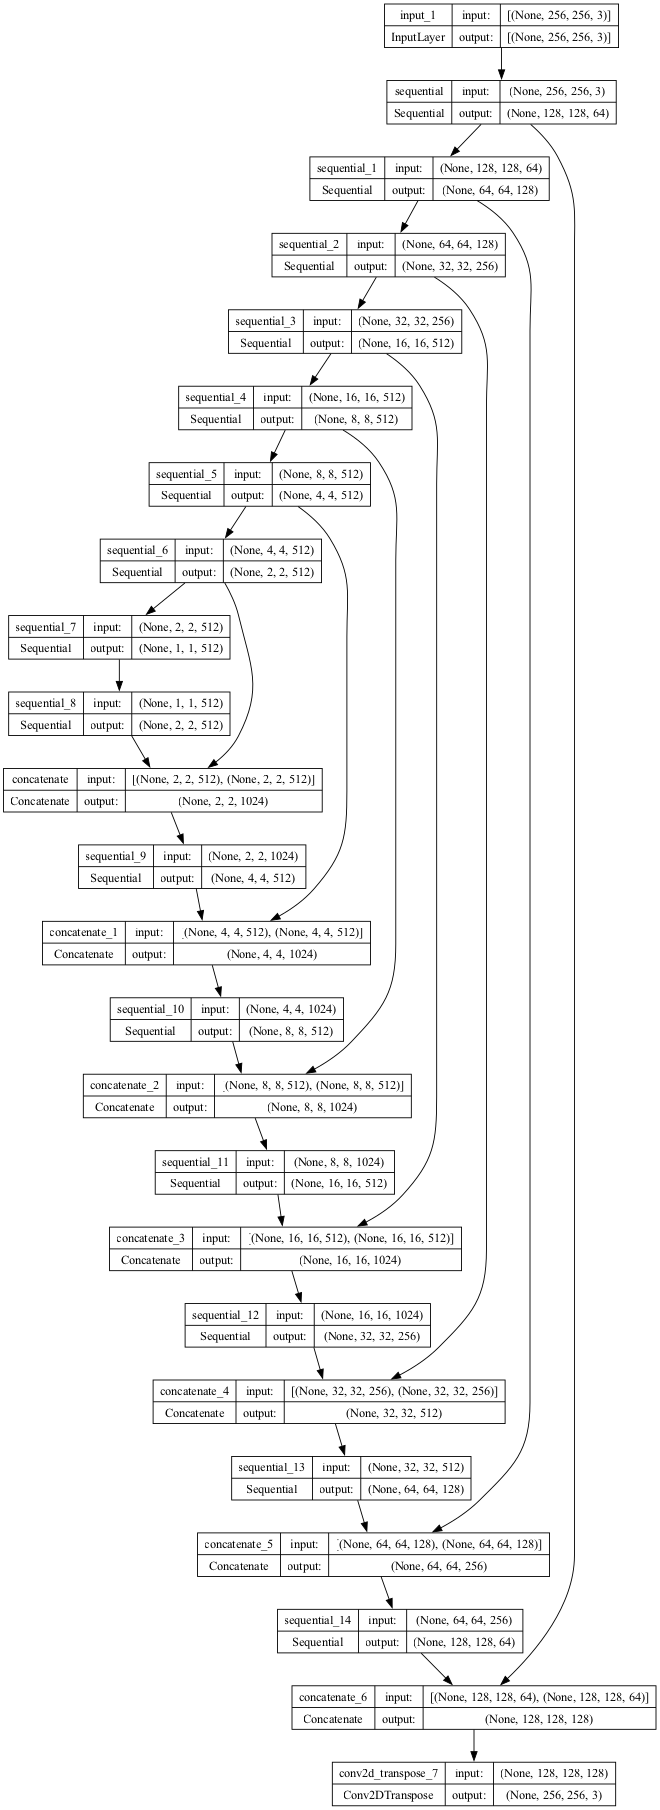 input_1 input: [(None, 256, 256, 3)]
InputLayer output: [(None, 256, 256, 3)]
sequential input: (None, 256, 256, 3)
Sequential output: (None, 128, 128, 64)
sequential_1 input: (None, 128, 128, 64)
Sequential output: (None, 64, 64, 128)
sequential_2 input: (None, 64, 64, 128)
Sequential output: (None, 32, 32, 256)
sequential_3 input: (None, 32, 32, 256)
Sequential output: (None, 16, 16, 512)
sequential_4 input: (None, 16, 16, 512)
Sequential output: (None, 8, 8, 512)
sequential_5 input: (None, 8, 8, 512)
Sequential output: (None, 4, 4, 512)
sequential_6 input: (None, 4, 4, 512)
Sequential output: (None, 2, 2, 512)
sequential_7 input: (None, 2, 2, 512)
Sequential output: (None, 1, 1, 512)
sequential_8 input: (None, 1, 1, 512)
Sequential output: (None, 2, 2, 512)
concatenate input: [(None, 2, 2, 512), (None, 2, 2, 512)]
Concatenate output: (None, 2, 2, 1024)
sequential_9 input: (None, 2, 2, 1024)
Sequential output: (None, 4, 4, 512)
concatenate_1 input: [(None, 4, 4, 512), (None, 4, 4, 512)]
Concatenate output: (None, 4, 4, 1024)
sequential_10 input: (None, 4, 4, 1024)
Sequential output: (None, 8, 8, 512)
concatenate_2 input: [(None, 8, 8, 512), (None, 8, 8, 512)]
Concatenate output: (None, 8, 8, 1024)
sequential_11 input: (None, 8, 8, 1024)
Sequential output: (None, 16, 16, 512)
concatenate_3 input: [(None, 16, 16, 512), (None, 16, 16, 512)]
Concatenate output: (None, 16, 16, 1024)
sequential_12 input: (None, 16, 16, 1024)
Sequential output: (None, 32, 32, 256)
concatenate_4 input: [(None, 32, 32, 256), (None, 32, 32, 256)]
Concatenate output: (None, 32, 32, 512)
sequential_13 input: (None, 32, 32, 512)
Sequential output: (None, 64, 64, 128)
concatenate_5 input: [(None, 64, 64, 128), (None, 64, 64, 128)]
Concatenate output: (None, 64, 64, 256)
sequential_14 input: (None, 64, 64, 256)
Sequential output: (None, 128, 128, 64)
concatenate_6 input: [(None, 128, 128, 64), (None, 128, 128, 64)]
Concatenate output: (None, 128, 128, 128)
conv2d_transpose_7 input: (None, 128, 128, 128)
Conv2DTranspose output: (None, 256, 256, 3)